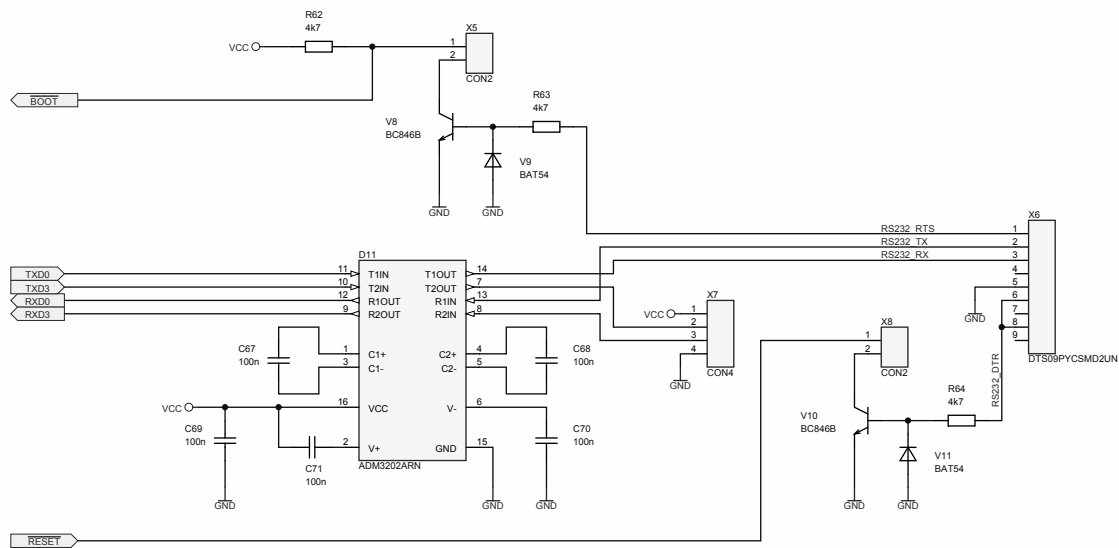 R62
4k7
VCC
X5
1
2
CON2
BOOT
V8
BC846B
R63
4k7
V9
BAT54
GND
GND
X6
RS232_RTS
1
RS232_TX
2
RS232_RX
3
4
5
6
7
8
9
GND
DTS09PYCSMD2UN
RS232_DTR
D11
TXD0
11
T1IN
T1OUT
14
TXD3
10
T2IN
T2OUT
7
RXD0
12
R1OUT
R1IN
13
RXD3
9
R2OUT
R2IN
8
X7
VCC
1
2
3
4
CON4
GND
X8
1
2
CON2
C67
100n
1
C1+
C2+
4
3
C1-
C2-
5
C68
100n
VCC
16
VCC
V-
6
C69
100n
C70
100n
2
V+
GND
15
C71
100n
ADM3202ARN
GND
GND
GND
R64
4k7
V10
BC846B
V11
BAT54
GND
GND
RESET